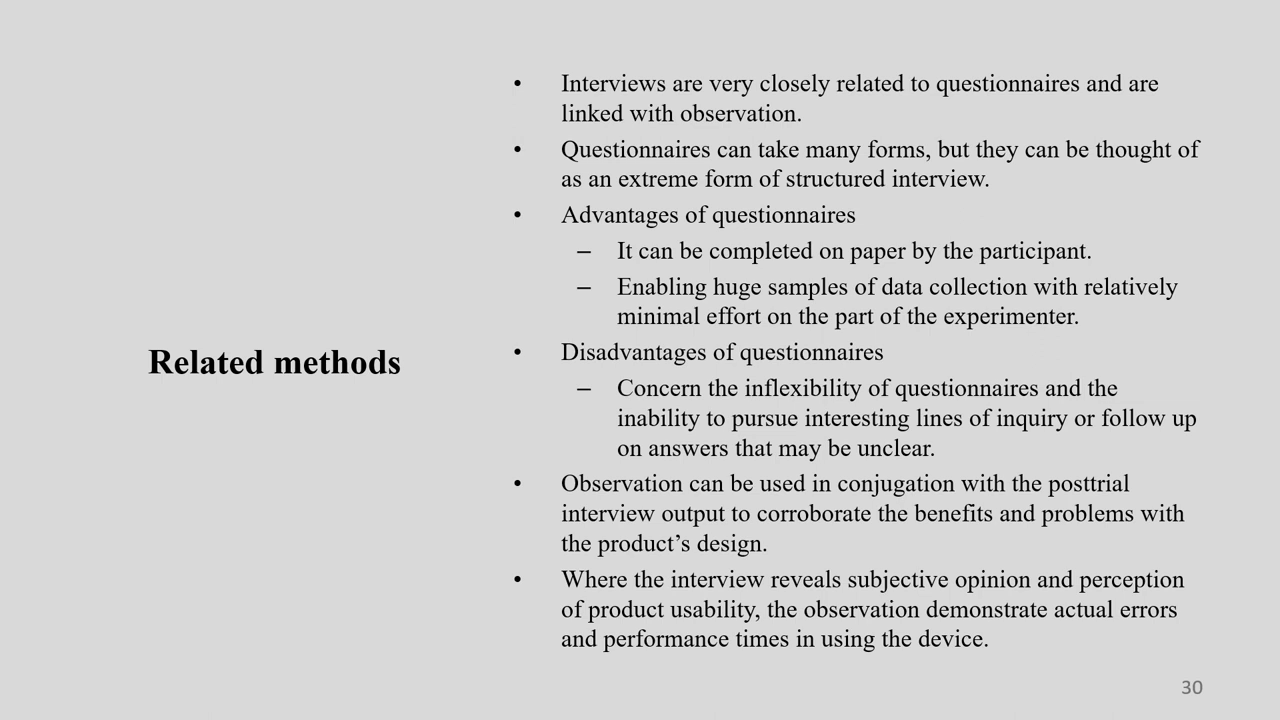 Related methods
• Interviews are very closely related to questionnaires and are
linked with observation.
• Questionnaires can take many forms, but they can be thought of
as an extreme form of structured interview.
• Advantages of questionnaires
– It can be completed on paper by the participant.
– Enabling huge samples of data collection with relatively
minimal effort on the part of the experimenter.
• Disadvantages of questionnaires
– Concern the inflexibility of questionnaires and the
inability to pursue interesting lines of inquiry or follow up
on answers that may be unclear.
• Observation can be used in conjugation with the posttrial
interview output to corroborate the benefits and problems with
the product’s design.
• Where the interview reveals subjective opinion and perception
of product usability, the observation demonstrate actual errors
and performance times in using the device.
30